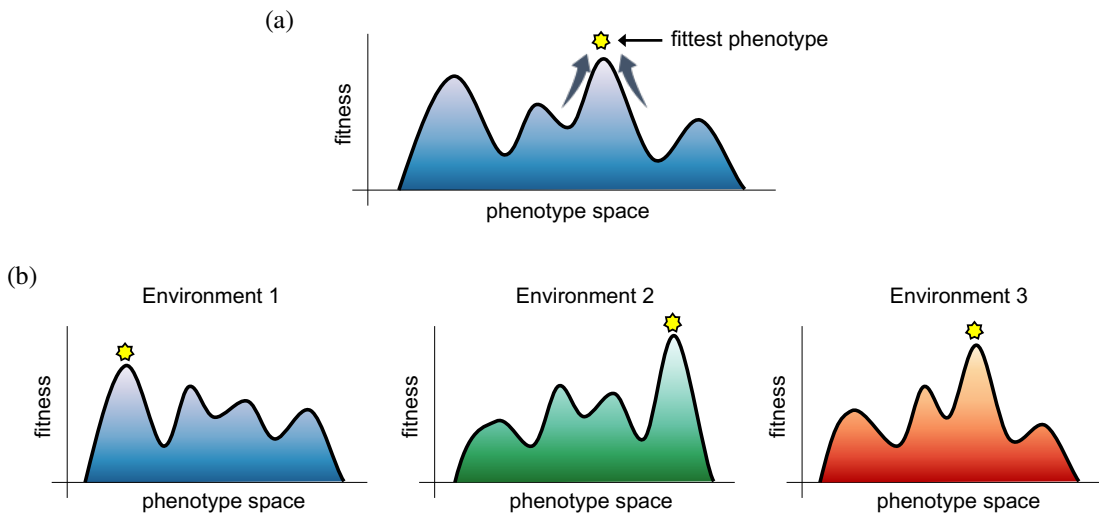 (a)
fittest phenotype
fitness
phenotype space
(b)
Environment 1
Environment 2
Environment 3
fitness
fitness
fitness
phenotype space
phenotype space
phenotype space